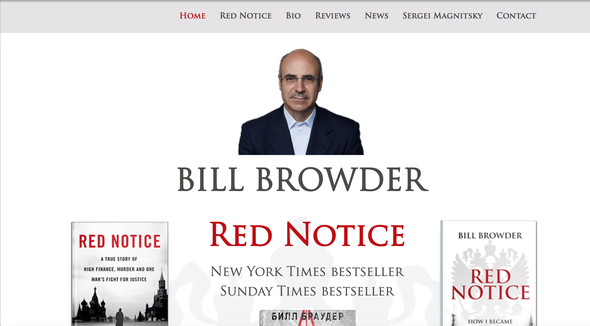 Home Red Notice Bio Reviews News Sergei Magnitsky Contact
BILL BROWDER
RED NOTICE
NEW YORK TIMES BESTSELLER
SUNDAY TIMES BESTSELLER
RED NOTICE
A TRUE STORY OF
HIGH FINANCE, MURDER AND ONE
MAN'S FIGHT FOR JUSTICE
БИЛЛ БРАУДЕР
BILL BROWDER
RED
NOTICE
HOW I BECAME